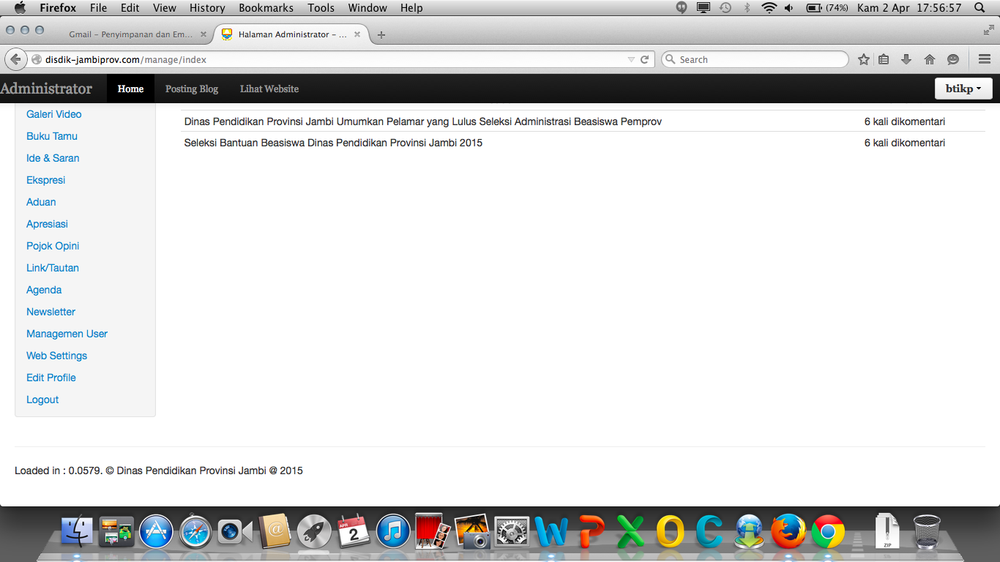 Firefox File Edit View History Bookmarks Tools Window Help (74%) Kam 2 Apr 17:56:57
Gmail – Penyimpanan dan Em... Halaman Administrator – ...
disdik-jambiprov.com/manage/index Search
Administrator Home Posting Blog Lihat Website btikp
Galeri Video
Dinas Pendidikan Provinsi Jambi Umumkan Pelamar yang Lulus Seleksi Administrasi Beasiswa Pemprov 6 kali dikomentari
Buku Tamu
Seleksi Bantuan Beasiswa Dinas Pendidikan Provinsi Jambi 2015 6 kali dikomentari
Ide & Saran
Ekspresi
Aduan
Apresiasi
Pojok Opini
Link/Tautan
Agenda
Newsletter
Managemen User
Web Settings
Edit Profile
Logout
Loaded in : 0.0579. © Dinas Pendidikan Provinsi Jambi @ 2015
APR
2
W P X O C
ZIP